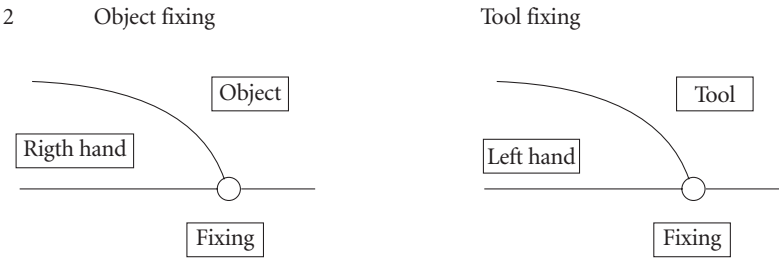 2 Object fixing Tool fixing
Object Tool
Rigth hand Left hand
Fixing Fixing